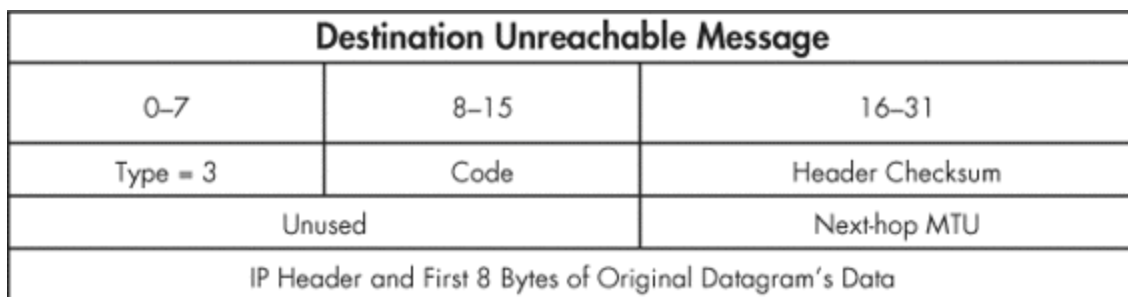 Destination Unreachable Message
0–7 8–15 16–31
Type = 3 Code Header Checksum
Unused Next-hop MTU
IP Header and First 8 Bytes of Original Datagram’s Data